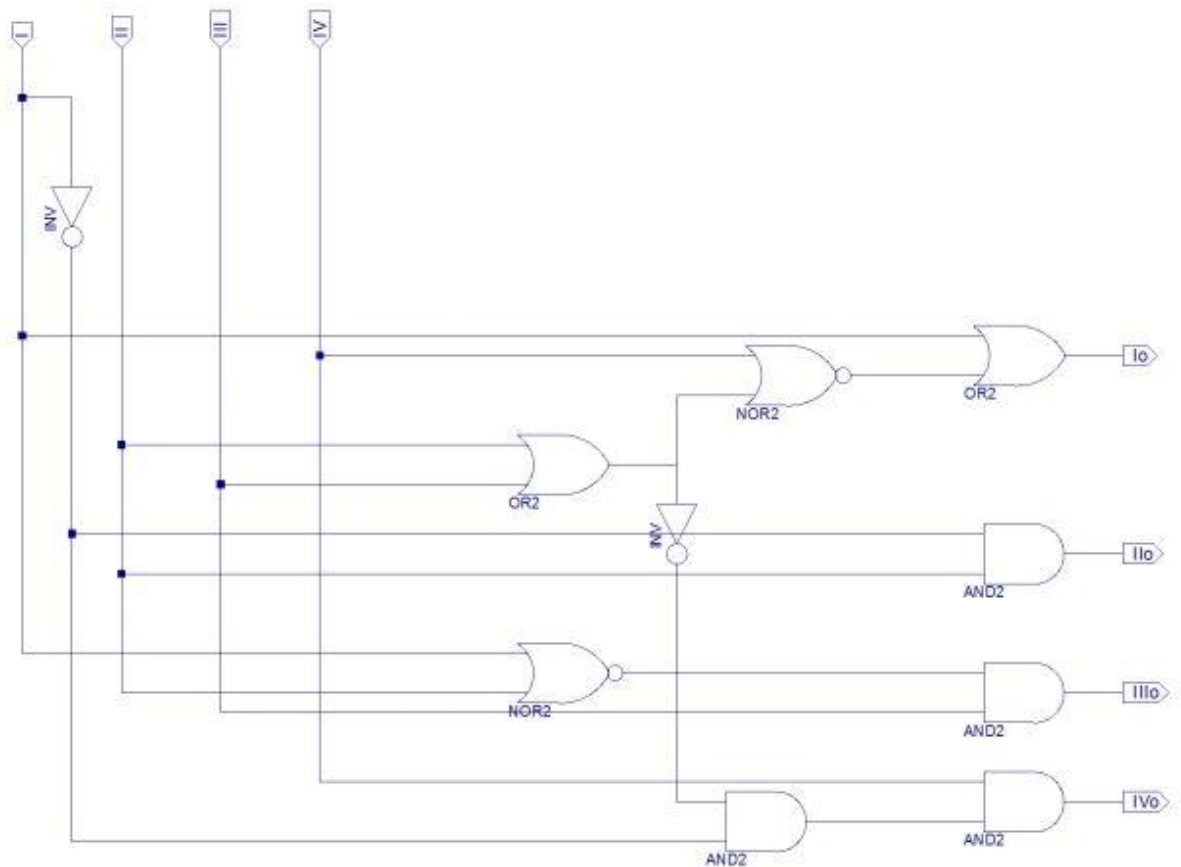 I
II
III
IV
INV
Io
OR2
NOR2
OR2
INV
IIo
AND2
NOR2
IIIo
AND2
IVo
AND2
AND2